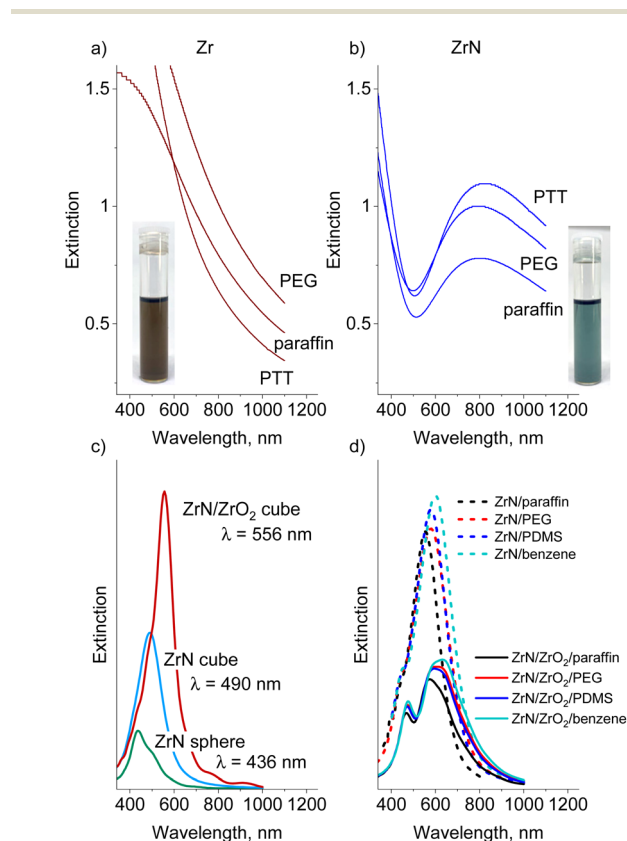 a) Zr
b) ZrN
1.5
1
0.5
Extinction
PEG
paraffin
PTT
400 600 800 1000 1200
Wavelength, nm
1.5
1
0.5
Extinction
PTT
PEG
paraffin
400 600 800 1000 1200
Wavelength, nm
c)
ZrN/ZrO₂ cube
λ = 556 nm
ZrN cube
λ = 490 nm
ZrN sphere
λ = 436 nm
Extinction
400 600 800 1000 1200
Wavelength, nm
d)
ZrN/paraffin
ZrN/PEG
ZrN/PDMS
ZrN/benzene
ZrN/ZrO₂/paraffin
ZrN/ZrO₂/PEG
ZrN/ZrO₂/PDMS
ZrN/ZrO₂/benzene
Extinction
400 600 800 1000 1200
Wavelength, nm